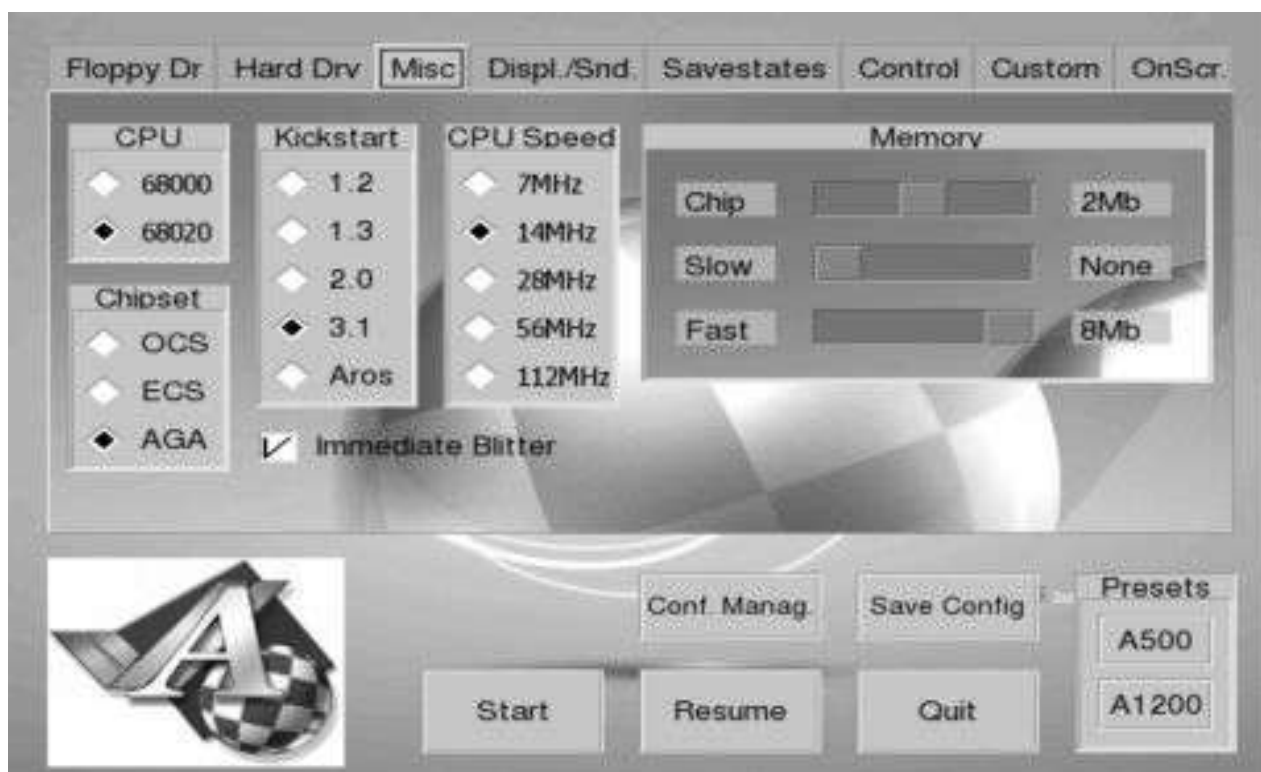 Floppy Dr Hard Drv Misc Displ./Snd. Savestates Control Custom OnScr.
CPU
68000
68020
Chipset
OCS
ECS
AGA
Kickstart
1.2
1.3
2.0
3.1
Aros
CPU Speed
7MHz
14MHz
28MHz
56MHz
112MHz
Memory
Chip 2Mb
Slow None
Fast 8Mb
Immediate Blitter
Conf. Manag. Save Config
Start Resume Quit
Presets
A500
A1200